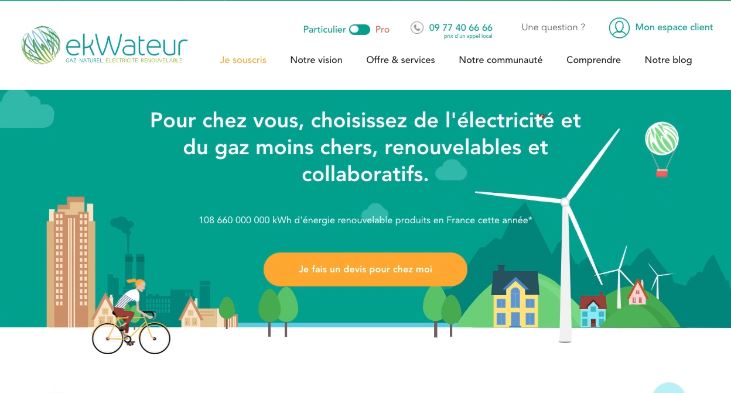 ekWateur
GAZ NATUREL ÉLECTRICITÉ RENOUVELABLE
Particulier Pro
09 77 40 66 66
prix d'un appel local
Une question ?
Mon espace client
Je souscris Notre vision Offre & services Notre communauté Comprendre Notre blog
Pour chez vous, choisissez de l'électricité et
du gaz moins chers, renouvelables et
collaboratifs.
108 660 000 000 kWh d'énergie renouvelable produits en France cette année*
Je fais un devis pour chez moi